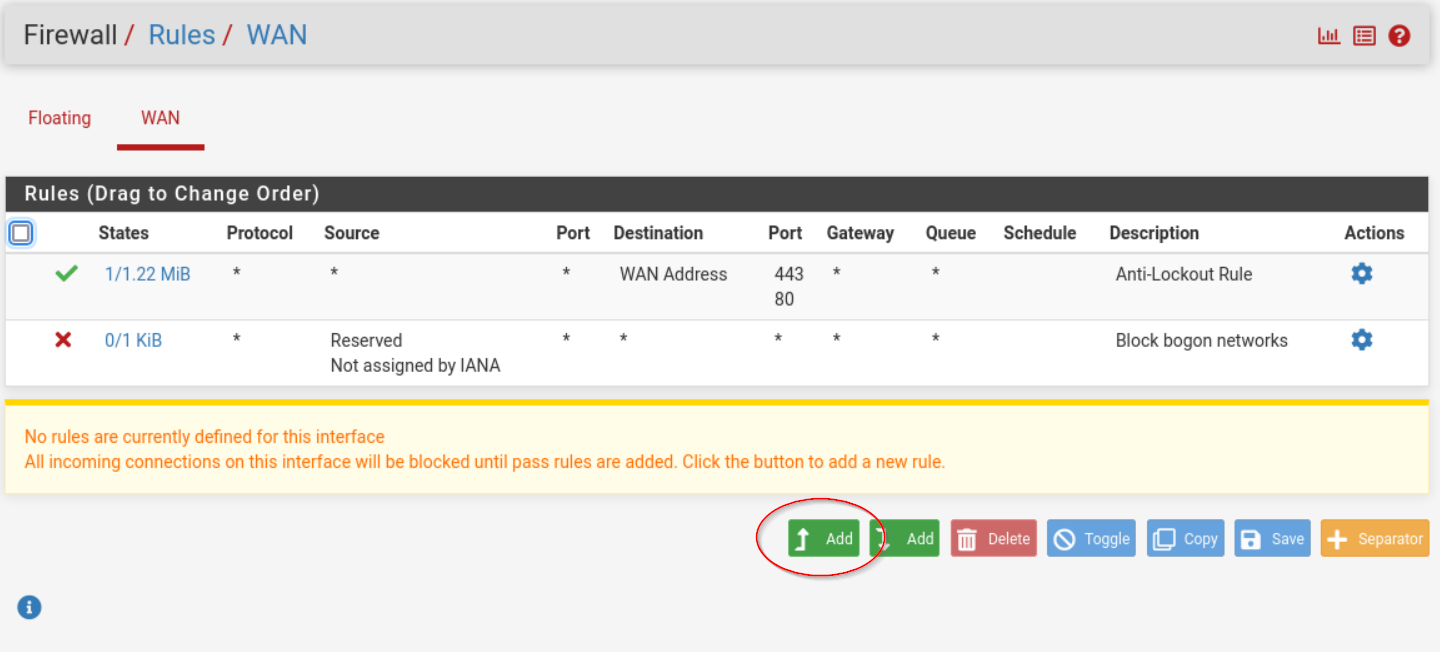 Firewall / Rules / WAN
Floating WAN
Rules (Drag to Change Order)
States Protocol Source Port Destination Port Gateway Queue Schedule Description Actions
1/1.22 MiB * * * WAN Address 443 * * Anti-Lockout Rule
80
0/1 KiB * Reserved * * * * * Block bogon networks
Not assigned by IANA
No rules are currently defined for this interface
All incoming connections on this interface will be blocked until pass rules are added. Click the button to add a new rule.
Add Add Delete Toggle Copy Save Separator